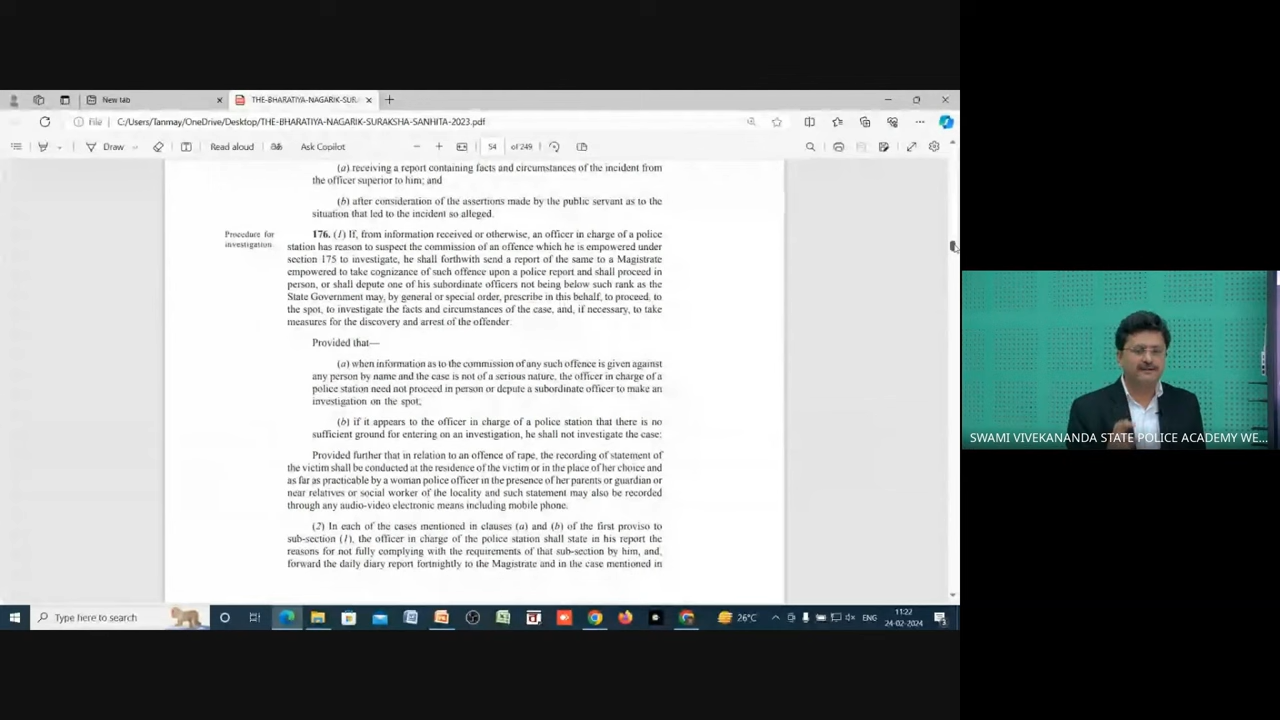 New tab
THE-BHARATIYA-NAGARIK-SUR
File
C:/Users/Tanmay/OneDrive/Desktop/THE-BHARATIYA-NAGARIK-SURAKSHA-SANHITA-2023.pdf
Draw
Read aloud
Ask Copilot
54
of 249
(a) receiving a report containing facts and circumstances of the incident from
the officer superior to him; and
(b) after consideration of the assertions made by the public servant as to the
situation that led to the incident so alleged.
Procedure for
investigation.
176. (1) If, from information received or otherwise, an officer in charge of a police
station has reason to suspect the commission of an offence which he is empowered under
section 175 to investigate, he shall forthwith send a report of the same to a Magistrate
empowered to take cognizance of such offence upon a police report and shall proceed in
person, or shall depute one of his subordinate officers not being below such rank as the
State Government may, by general or special order, prescribe in this behalf, to proceed, to
the spot, to investigate the facts and circumstances of the case, and, if necessary, to take
measures for the discovery and arrest of the offender:
Provided that—
(a) when information as to the commission of any such offence is given against
any person by name and the case is not of a serious nature, the officer in charge of a
police station need not proceed in person or depute a subordinate officer to make an
investigation on the spot;
(b) if it appears to the officer in charge of a police station that there is no
sufficient ground for entering on an investigation, he shall not investigate the case:
Provided further that in relation to an offence of rape, the recording of statement of
the victim shall be conducted at the residence of the victim or in the place of her choice and
as far as practicable by a woman police officer in the presence of her parents or guardian or
near relatives or social worker of the locality and such statement may also be recorded
through any audio-video electronic means including mobile phone.
(2) In each of the cases mentioned in clauses (a) and (b) of the first proviso to
sub-section (1), the officer in charge of the police station shall state in his report the
reasons for not fully complying with the requirements of that sub-section by him, and,
forward the daily diary report fortnightly to the Magistrate and in the case mentioned in
SWAMI VIVEKANANDA STATE POLICE ACADEMY WE...
Type here to search
26°C
ENG
11:22
24-02-2024